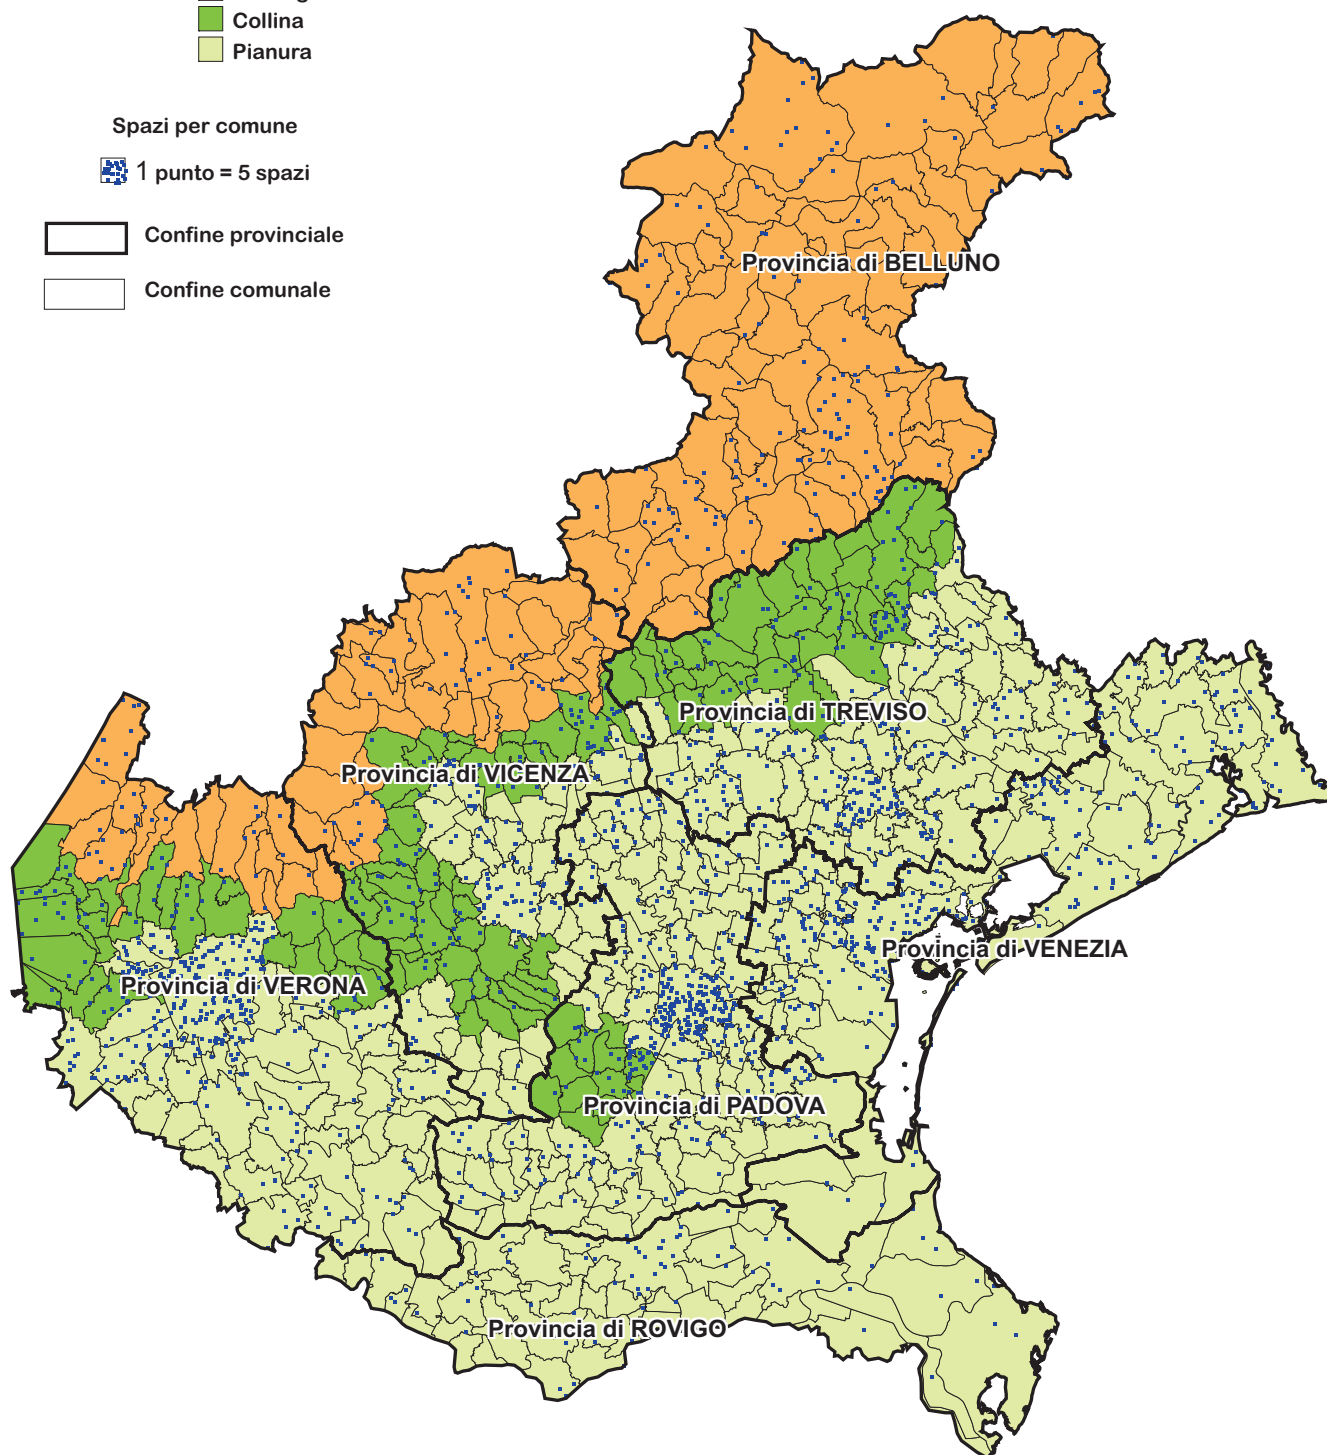 Collina
Pianura
Spazi per comune
1 punto = 5 spazi
Confine provinciale
Confine comunale
Provincia di BELLUNO
Provincia di TREVISO
Provincia di VICENZA
Provincia di VENEZIA
Provincia di VERONA
Provincia di PADOVA
Provincia di ROVIGO